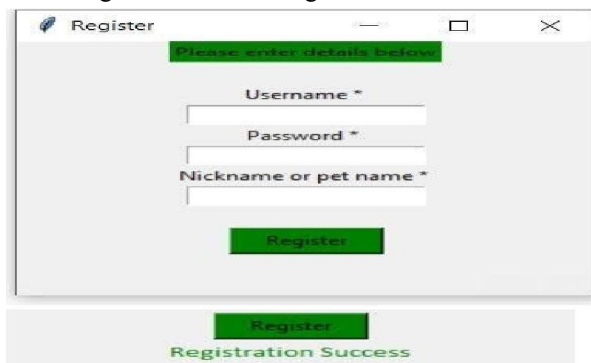 Register
Please enter details below
Username *
Password *
Nickname or pet name *
Register
Register
Registration Success